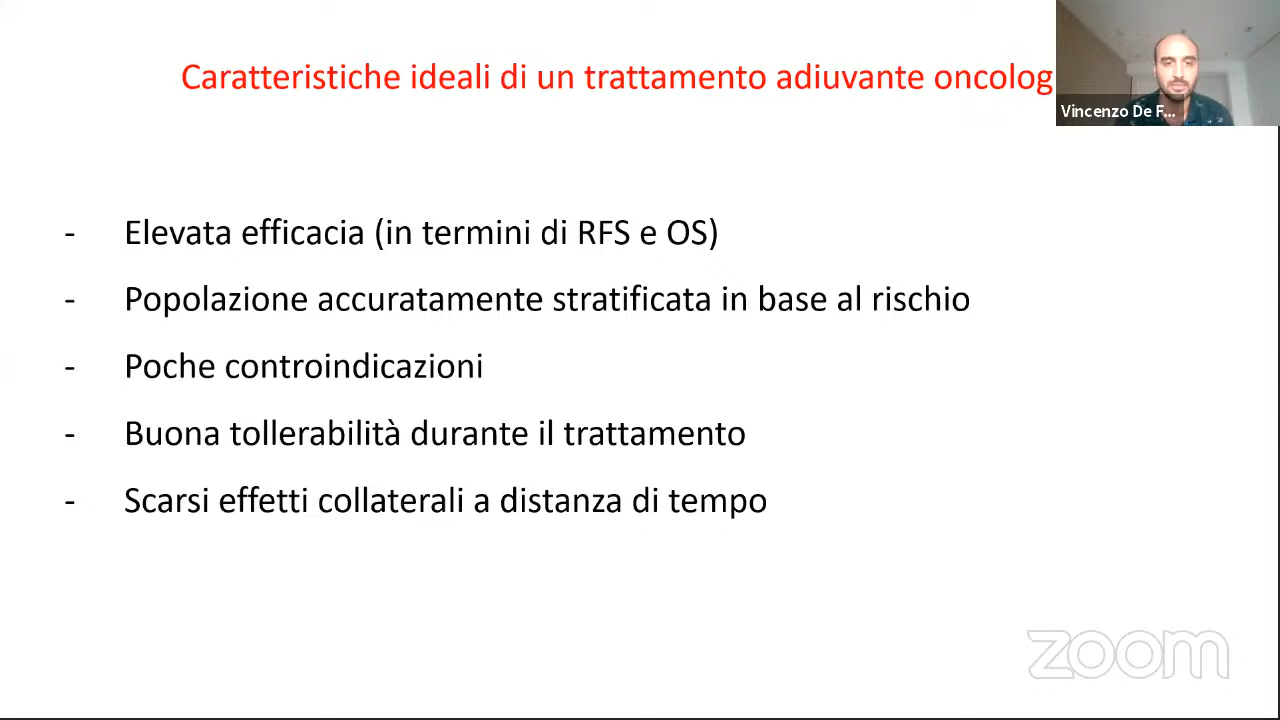 Caratteristiche ideali di un trattamento adiuvante oncolog
Vincenzo De F...
- Elevata efficacia (in termini di RFS e OS)
- Popolazione accuratamente stratificata in base al rischio
- Poche controindicazioni
- Buona tollerabilità durante il trattamento
- Scarsi effetti collaterali a distanza di tempo
zoom